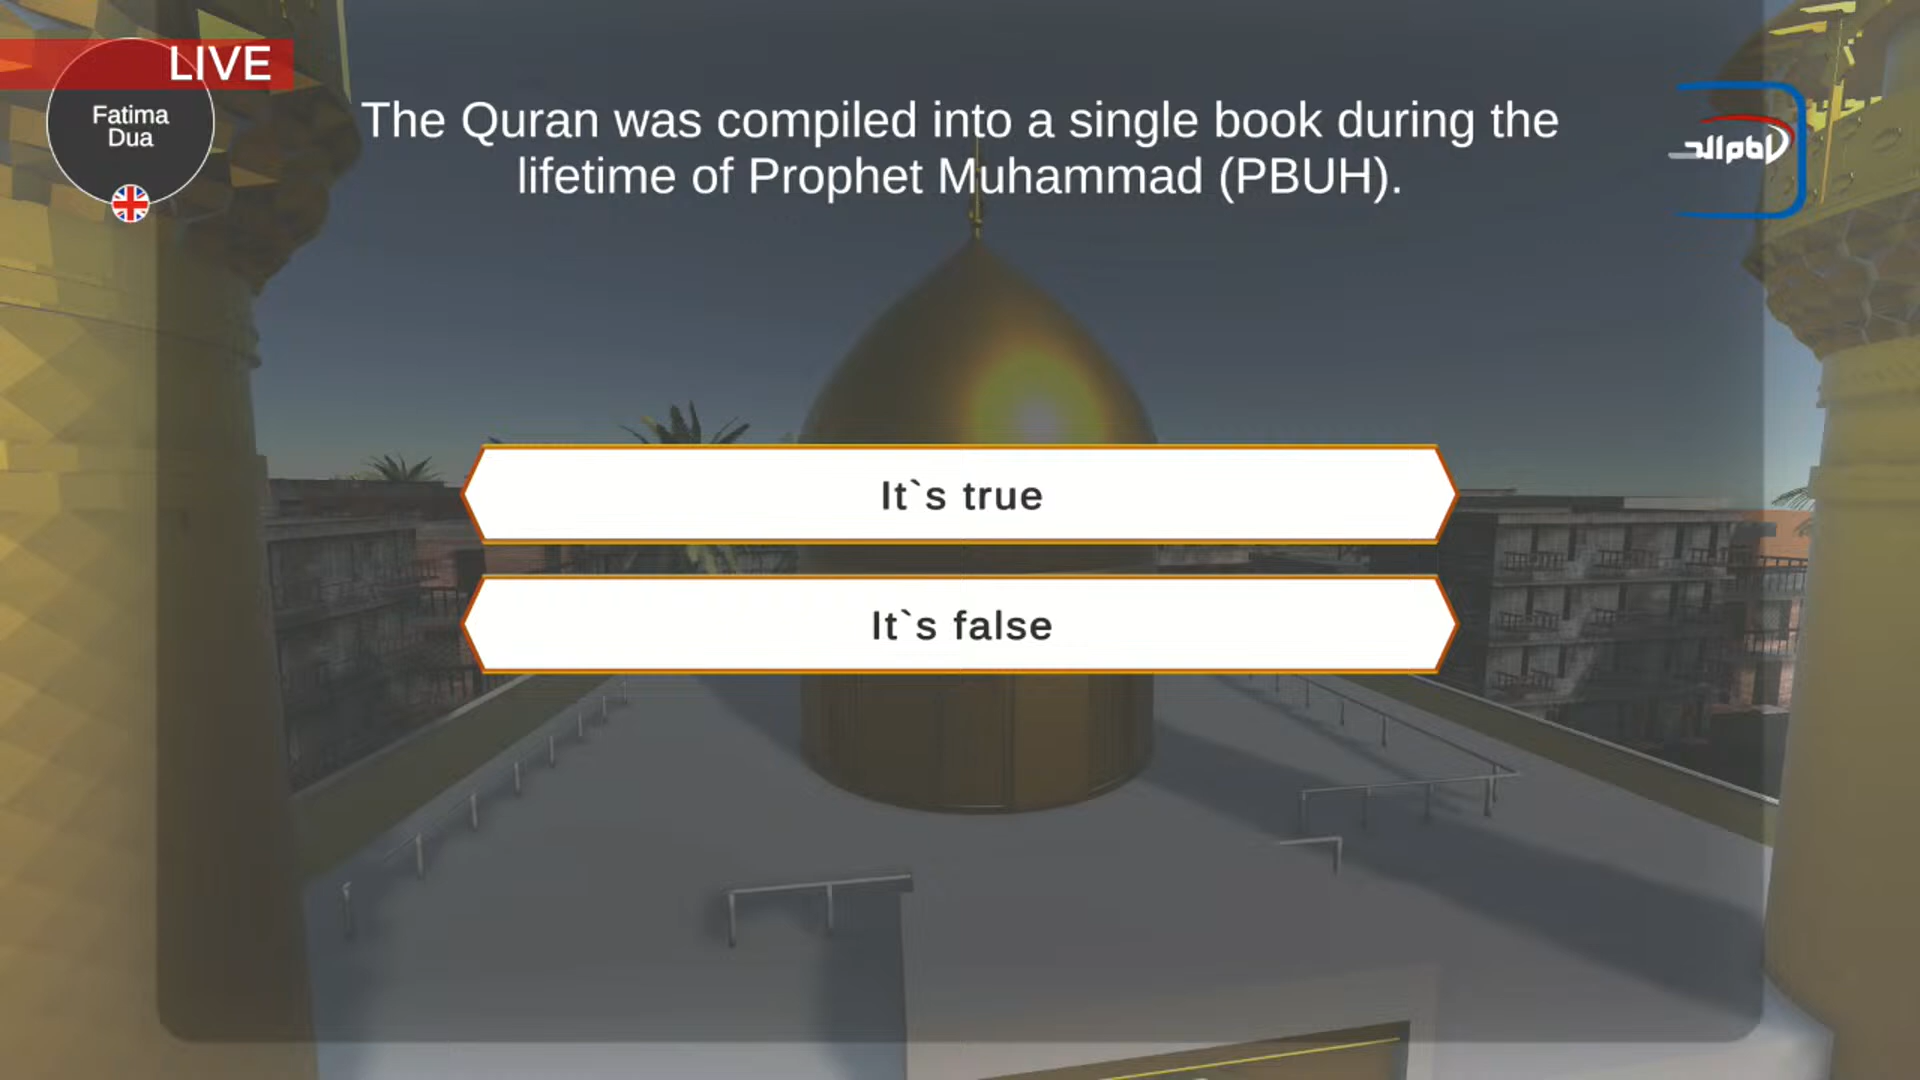 LIVE
Fatima
Dua
The Quran was compiled into a single book during the
lifetime of Prophet Muhammad (PBUH).
It`s true
It`s false